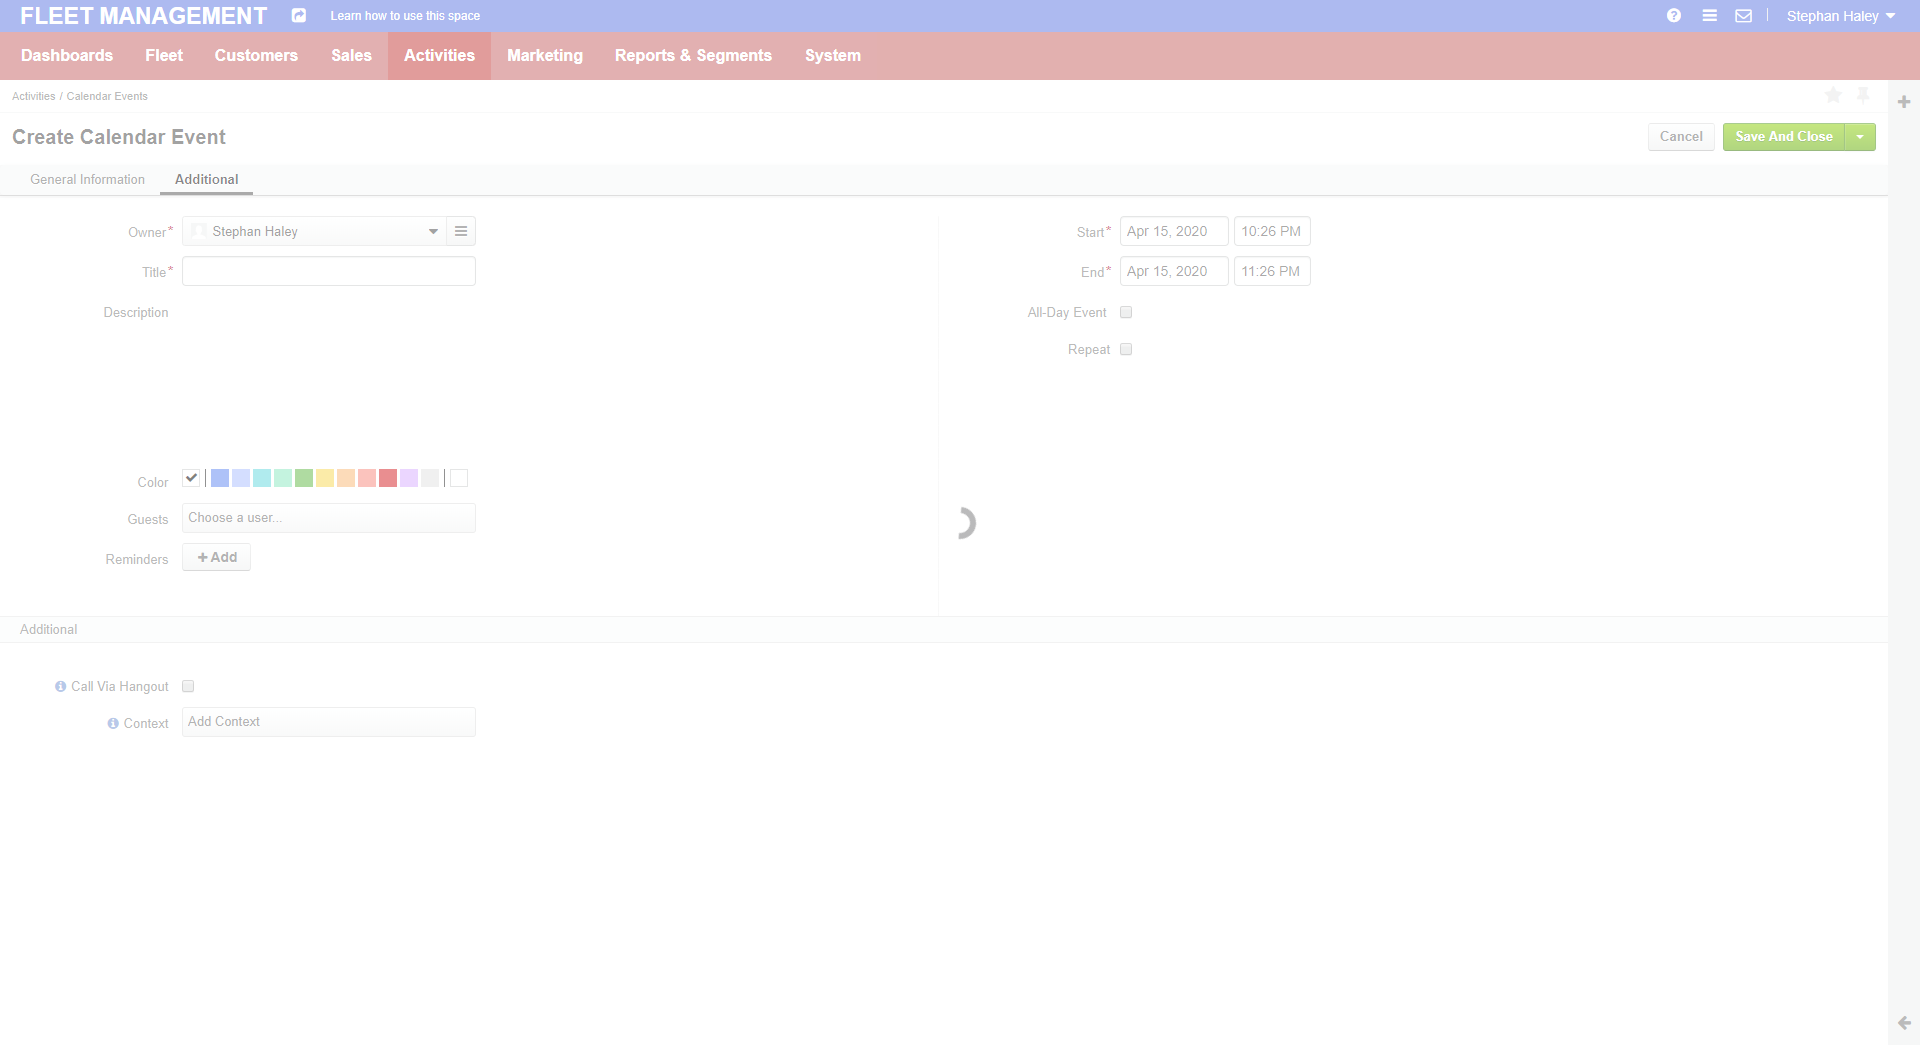 FLEET MANAGEMENT Learn how to use this space Stephan Haley
Dashboards Fleet Customers Sales Activities Marketing Reports & Segments System
Activities / Calendar Events
Create Calendar Event Cancel Save And Close
General Information Additional
Owner* Stephan Haley Start* Apr 15, 2020 10:26 PM
Title* End* Apr 15, 2020 11:26 PM
Description All-Day Event
Repeat
Color
Guests Choose a user...
Reminders + Add
Additional
Call Via Hangout
Context Add Context